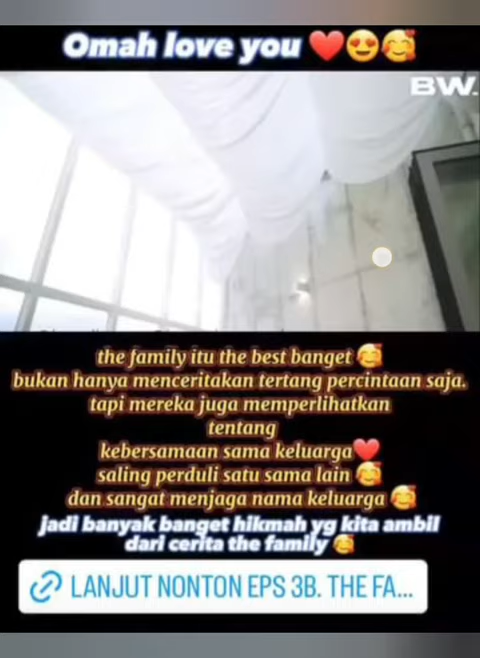 Omah love you ❤️😍🥰
BW.
the family itu the best banget 🥰
bukan hanya menceritakan tertang percintaan saja.
tapi mereka juga memperlihatkan
tentang
kebersamaan sama keluarga❤️
saling perduli satu sama lain 🥰
dan sangat menjaga nama keluarga 🥰
jadi banyak banget hikmah yg kita ambil
dari cerita the family 🥰
LANJUT NONTON EPS 3B. THE FA...